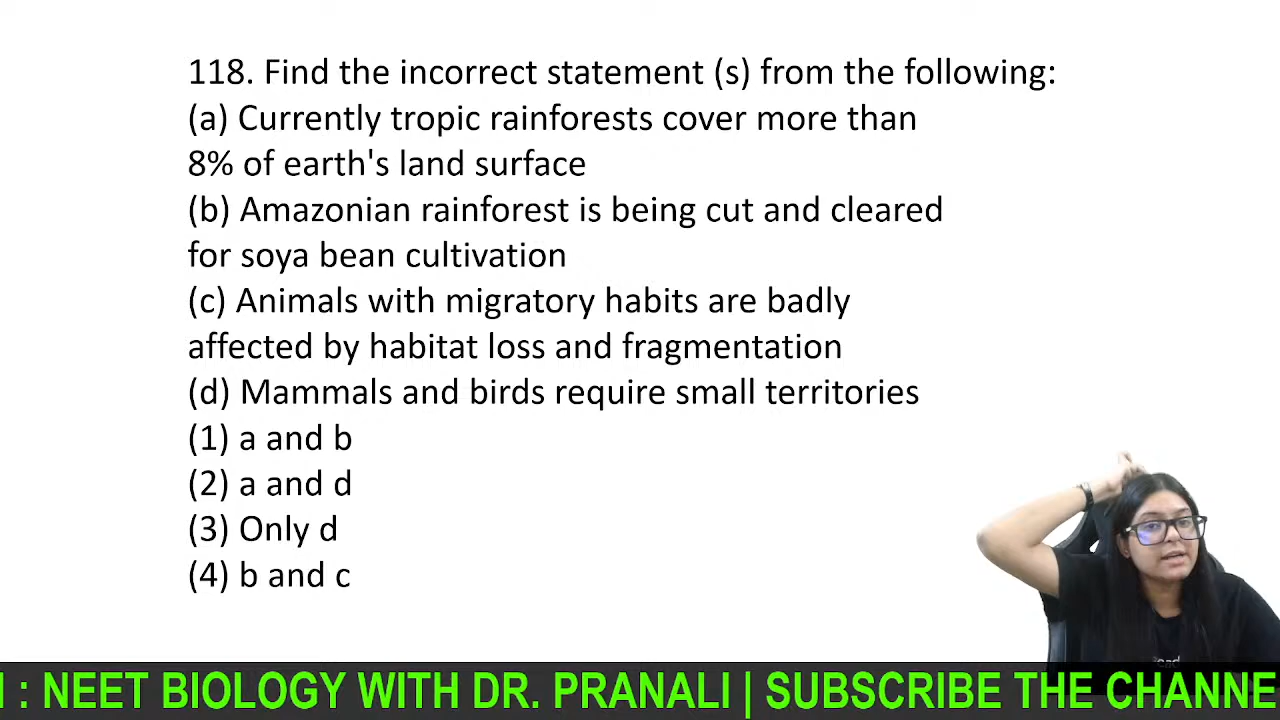 118. Find the incorrect statement (s) from the following:
(a) Currently tropic rainforests cover more than
8% of earth's land surface
(b) Amazonian rainforest is being cut and cleared
for soya bean cultivation
(c) Animals with migratory habits are badly
affected by habitat loss and fragmentation
(d) Mammals and birds require small territories
(1) a and b
(2) a and d
(3) Only d
(4) b and c
: NEET BIOLOGY WITH DR. PRANALI | SUBSCRIBE THE CHANNE